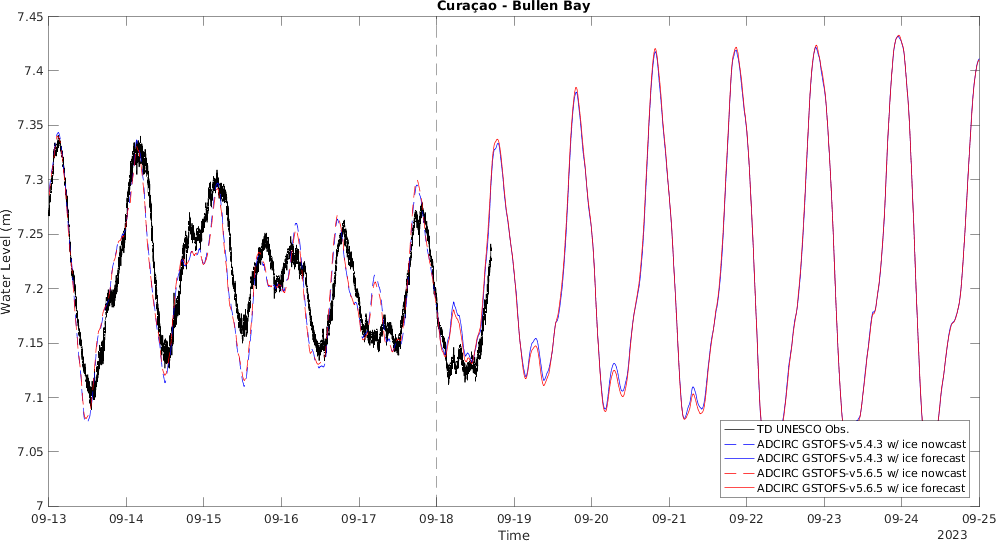 Curaçao - Bullen Bay
Water Level (m)
7.45
7.4
7.35
7.3
7.25
7.2
7.15
7.1
7.05
7
TD UNESCO Obs.
ADCIRC GSTOFS-v5.4.3 w/ ice nowcast
ADCIRC GSTOFS-v5.4.3 w/ ice forecast
ADCIRC GSTOFS-v5.6.5 w/ ice nowcast
ADCIRC GSTOFS-v5.6.5 w/ ice forecast
09-13 09-14 09-15 09-16 09-17 09-18 09-19 09-20 09-21 09-22 09-23 09-24 09-25
Time
2023